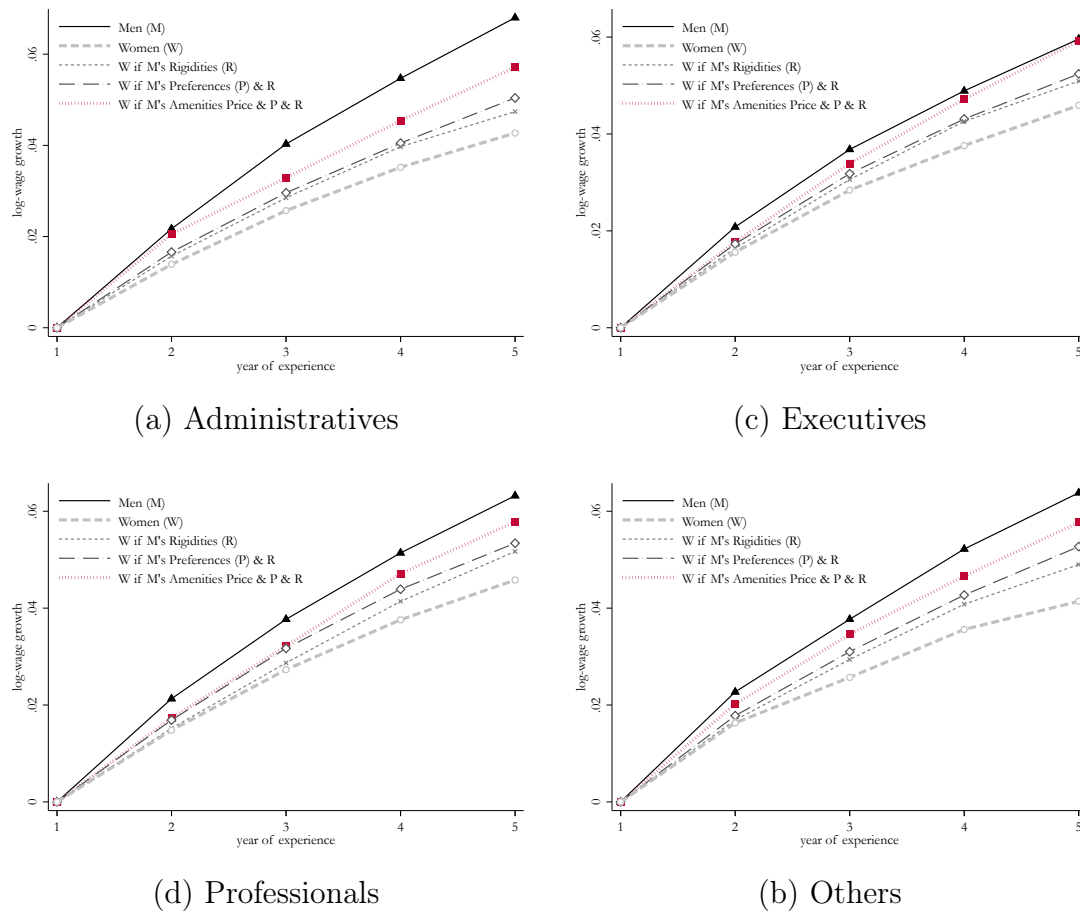 Men (M)
Women (W)
W if M's Rigidities (R)
W if M's Preferences (P) & R
W if M's Amenities Price & P & R
log-wage growth
.06
.04
.02
0
1 2 3 4 5
year of experience
(a) Administratives
Men (M)
Women (W)
W if M's Rigidities (R)
W if M's Preferences (P) & R
W if M's Amenities Price & P & R
log-wage growth
.06
.04
.02
0
1 2 3 4 5
year of experience
(c) Executives
Men (M)
Women (W)
W if M's Rigidities (R)
W if M's Preferences (P) & R
W if M's Amenities Price & P & R
log-wage growth
.06
.04
.02
0
1 2 3 4 5
year of experience
(d) Professionals
Men (M)
Women (W)
W if M's Rigidities (R)
W if M's Preferences (P) & R
W if M's Amenities Price & P & R
log-wage growth
.06
.04
.02
0
1 2 3 4 5
year of experience
(b) Others